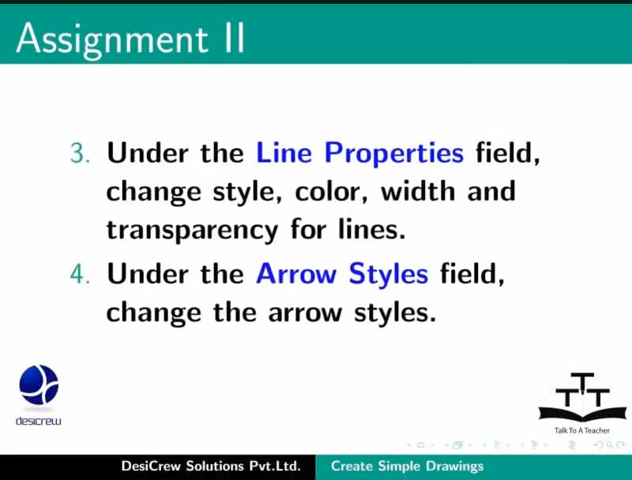 Assignment II
3. Under the Line Properties field,
change style, color, width and
transparency for lines.
4. Under the Arrow Styles field,
change the arrow styles.
desicrew
TTT
Talk To A Teacher
DesiCrew Solutions Pvt.Ltd. Create Simple Drawings